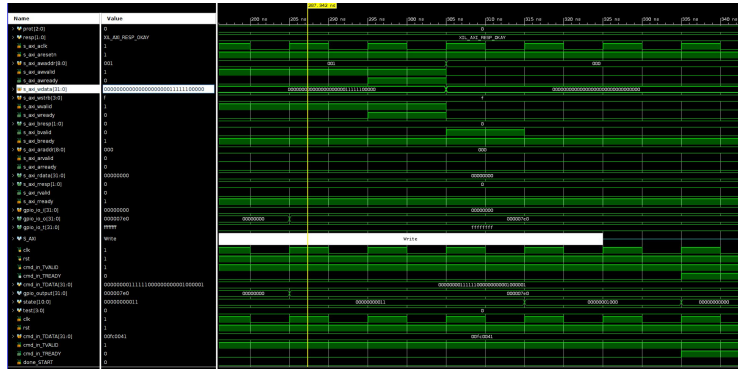 287.342 ns
Name Value 280 ns 285 ns 290 ns 295 ns 300 ns 305 ns 310 ns 315 ns 320 ns 325 ns 330 ns 335 ns 340 ns
prot[2:0] 0 0
resp[1:0] XIL_AXI_RESP_OKAY XIL_AXI_RESP_OKAY
s_axi_aclk 1
s_axi_aresetn 1
s_axi_awaddr[8:0] 001 001 000
s_axi_awvalid 1
s_axi_awready 0
s_axi_wdata[31:0] 00000000000000000000011111100000 00000000000000000000011111100000 00000000000000000000000000000000
s_axi_wstrb[3:0] f f
s_axi_wvalid 1
s_axi_wready 0
s_axi_bresp[1:0] 0 0
s_axi_bvalid 0
s_axi_bready 1
s_axi_araddr[8:0] 000 000
s_axi_arvalid 0
s_axi_arready 0
s_axi_rdata[31:0] 00000000 00000000
s_axi_rresp[1:0] 0 0
s_axi_rvalid 0
s_axi_rready 1
gpio_io_i[31:0] 00000000 00000000
gpio_io_o[31:0] 000007e0 00000000 000007e0
gpio_io_t[31:0] ffffffff ffffffff
S_AXI Write Write
clk 1
rst 1
cmd_in_TVALID 1
cmd_in_TREADY 0
cmd_in_TDATA[31:0] 00000000111111000000000001000001 00000000111111000000000001000001
gpio_output[31:0] 000007e0 00000000 000007e0
state[10:0] 00000000011 00000000011 00000001000 00000000000
test[3:0] 0 0
clk 1
rst 1
cmd_in_TDATA[31:0] 00fc0041 00fc0041
cmd_in_TVALID 1
cmd_in_TREADY 0
done_START 0